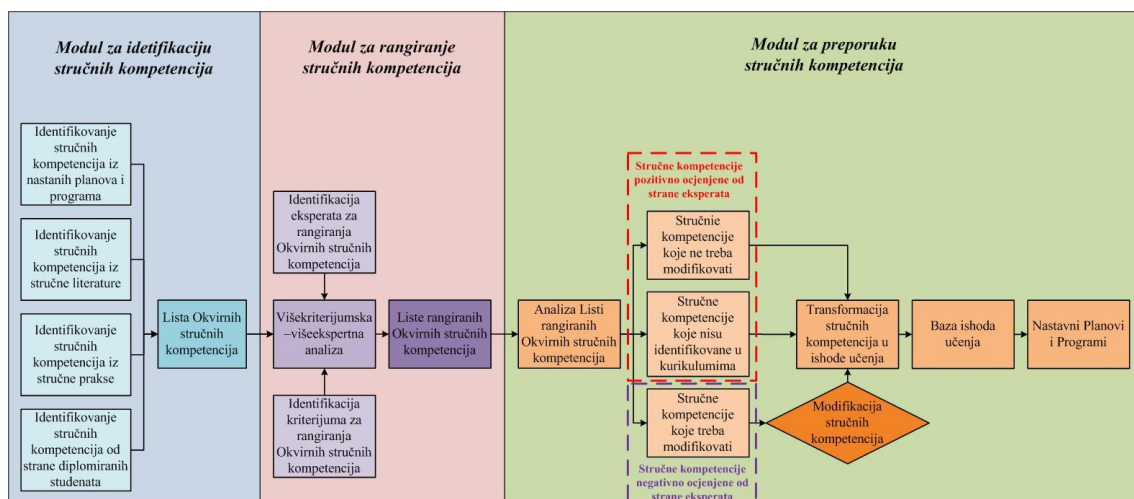 Modul za idetifikaciju
stručnih kompetencija
Identifikovanje
stručnih
kompetencija iz
nastanih planova i
programa
Identifikovanje
stručnih
kompetencija iz
stručne literature
Identifikovanje
stručnih
kompetencija iz
stručne prakse
Identifikovanje
stručnih
kompetencija od
strane diplomiranih
studenata
Lista Okvirnih
stručnih
kompetencija
Modul za rangiranje
stručnih kompetencija
Identifikacija
eksperata za
rangiranja
Okvirnih stručnih
kompetencija
Višekriterijumska
–višeekspertna
analiza
Identifikacija
kriterijuma za
rangiranja
Okvirnih stručnih
kompetencija
Liste rangiranih
Okvirnih stručnih
kompetencija
Modul za preporuku
stručnih kompetencija
Analiza Listi
rangiranih
Okvirnih stručnih
kompetencija
Stručne kompetencije
pozitivno ocjenjene od
strane eksperata
Stručnie
kompetencije
koje ne treba
modifikovati
Stručne
kompetencije
koje nisu
identifikovane u
kurikulumima
Stručne
kompetencije
koje treba
modifikovati
Stručne kompetencije
negativno ocjenjene od
strane eksperata
Transformacija
stručnih
kompetencija u
ishode učenja
Modifikacija
stručnih
kompetencija
Baza ishoda
učenja
Nastavni Planovi
i Programi